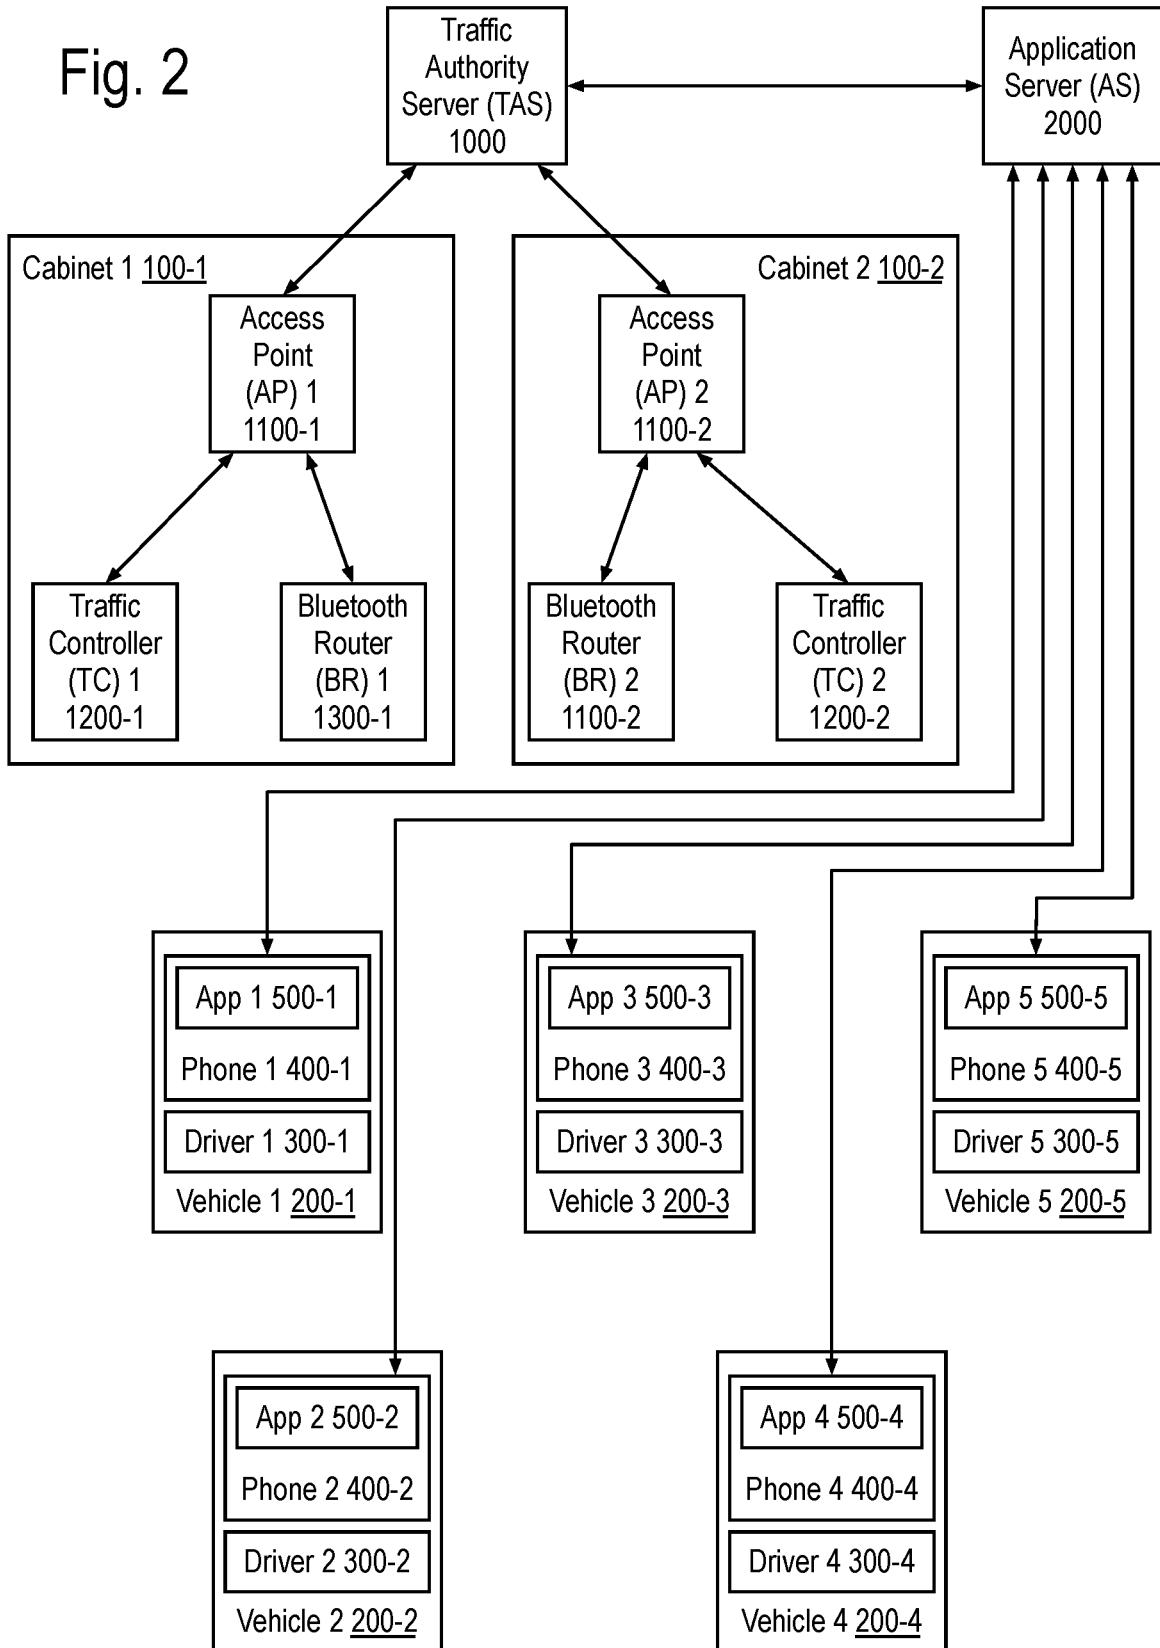 Fig. 2
Traffic
Authority
Server (TAS)
1000
Application
Server (AS)
2000
Cabinet 1 100-1
Access
Point
(AP) 1
1100-1
Traffic
Controller
(TC) 1
1200-1
Bluetooth
Router
(BR) 1
1300-1
Cabinet 2 100-2
Access
Point
(AP) 2
1100-2
Bluetooth
Router
(BR) 2
1100-2
Traffic
Controller
(TC) 2
1200-2
App 1 500-1
Phone 1 400-1
Driver 1 300-1
Vehicle 1 200-1
App 3 500-3
Phone 3 400-3
Driver 3 300-3
Vehicle 3 200-3
App 5 500-5
Phone 5 400-5
Driver 5 300-5
Vehicle 5 200-5
App 2 500-2
Phone 2 400-2
Driver 2 300-2
Vehicle 2 200-2
App 4 500-4
Phone 4 400-4
Driver 4 300-4
Vehicle 4 200-4